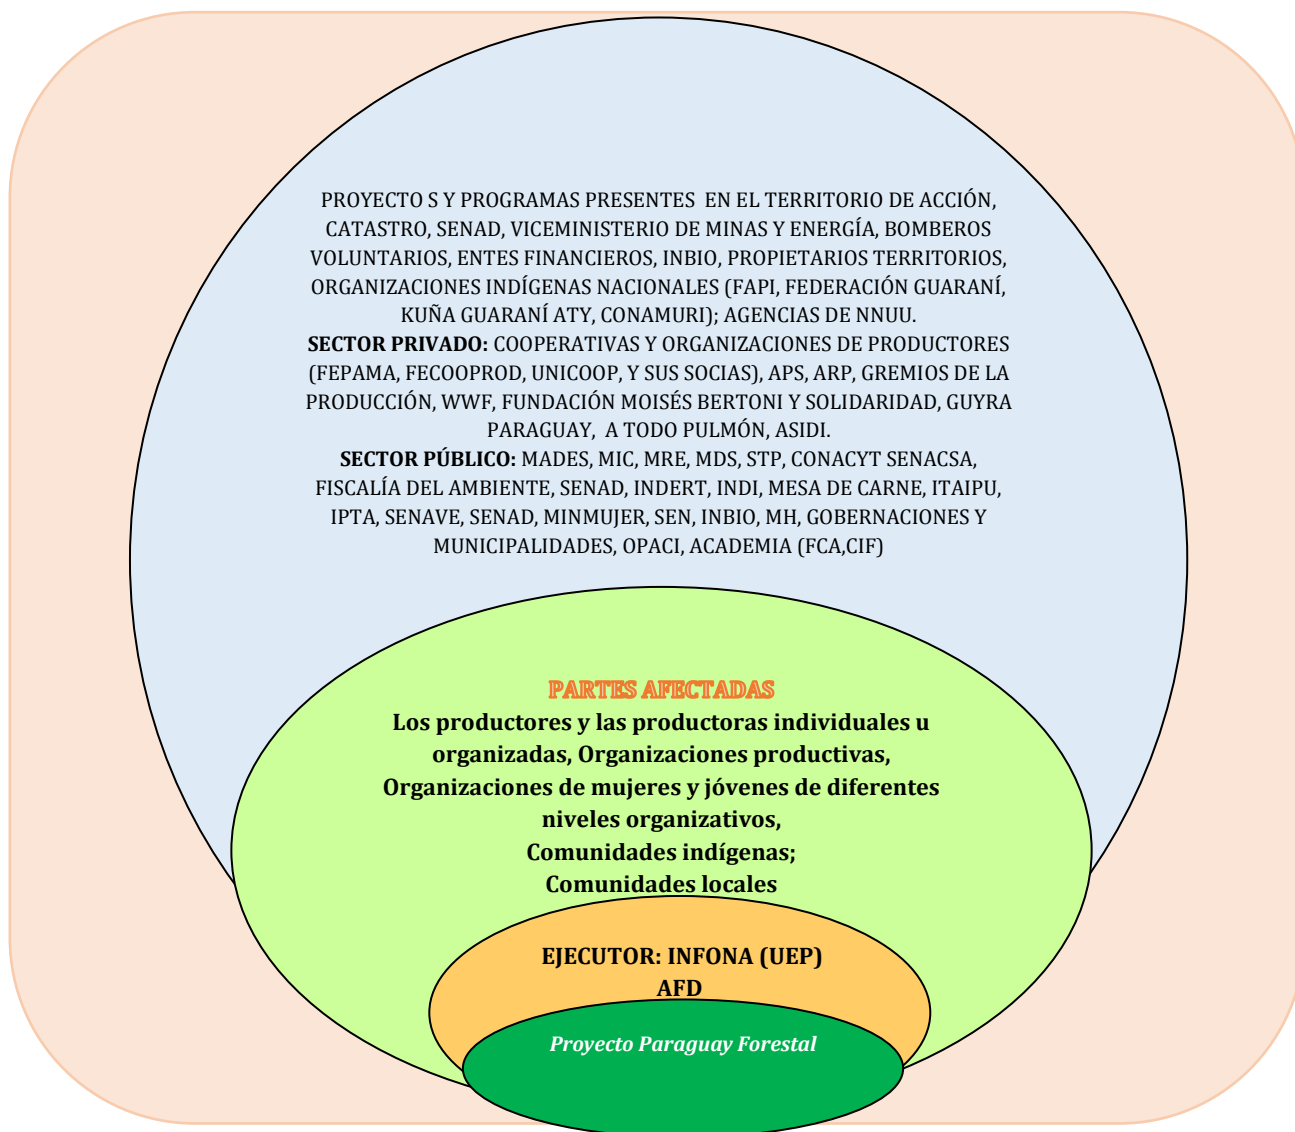 PROYECTO S Y PROGRAMAS PRESENTES EN EL TERRITORIO DE ACCIÓN,
CATASTRO, SENAD, VICEMINISTERIO DE MINAS Y ENERGÍA, BOMBEROS
VOLUNTARIOS, ENTES FINANCIEROS, INBIO, PROPIETARIOS TERRITORIOS,
ORGANIZACIONES INDÍGENAS NACIONALES (FAPI, FEDERACIÓN GUARANÍ,
KUÑA GUARANÍ ATY, CONAMURI); AGENCIAS DE NNUU.
SECTOR PRIVADO: COOPERATIVAS Y ORGANIZACIONES DE PRODUCTORES
(FEPAMA, FECOOPROD, UNICOOP, Y SUS SOCIAS), APS, ARP, GREMIOS DE LA
PRODUCCIÓN, WWF, FUNDACIÓN MOISÉS BERTONI Y SOLIDARIDAD, GUYRA
PARAGUAY, A TODO PULMÓN, ASIDI.
SECTOR PÚBLICO: MADES, MIC, MRE, MDS, STP, CONACYT SENACSA,
FISCALÍA DEL AMBIENTE, SENAD, INDERT, INDI, MESA DE CARNE, ITAIPU,
IPTA, SENAVE, SENAD, MINMUJER, SEN, INBIO, MH, GOBERNACIONES Y
MUNICIPALIDADES, OPACI, ACADEMIA (FCA,CIF)
PARTES AFECTADAS
Los productores y las productoras individuales u
organizadas, Organizaciones productivas,
Organizaciones de mujeres y jóvenes de diferentes
niveles organizativos,
Comunidades indígenas;
Comunidades locales
EJECUTOR: INFONA (UEP)
AFD
Proyecto Paraguay Forestal